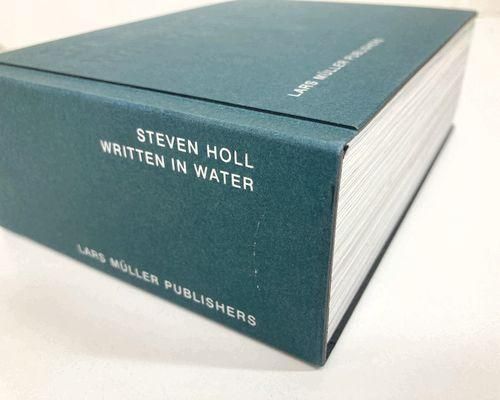 LARS MÜLLER PUBLISHERS
STEVEN HOLL
WRITTEN IN WATER
LARS MÜLLER PUBLISHERS